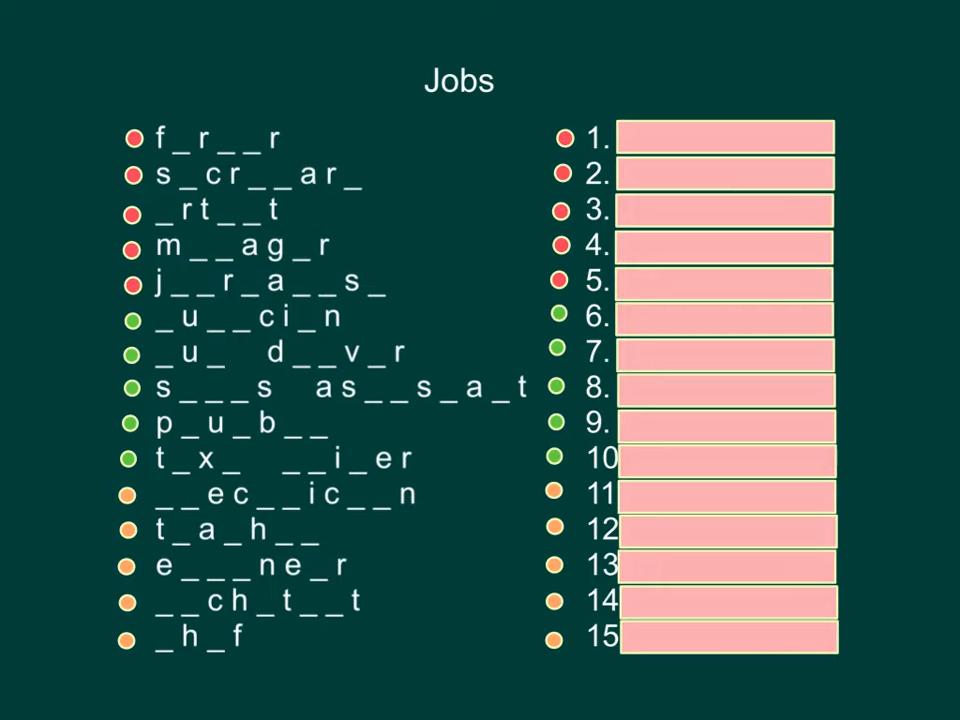 Jobs
f _ r _ _ r
s _ c r _ _ a r _
_ r t _ _ t
m _ _ a g _ r
j _ _ r _ a _ _ s _
_ u _ _ c i _ n
_ u _ d _ _ v _ r
s _ _ _ s a s _ _ s _ a _ t
p _ u _ b _ _
t _ x _ _ _ i _ e r
_ _ e c _ _ i c _ _ n
t _ a _ h _ _
e _ _ _ n e _ r
_ _ c h _ t _ _ t
_ h _ f
1.
2.
3.
4.
5.
6.
7.
8.
9.
10
11
12
13
14
15